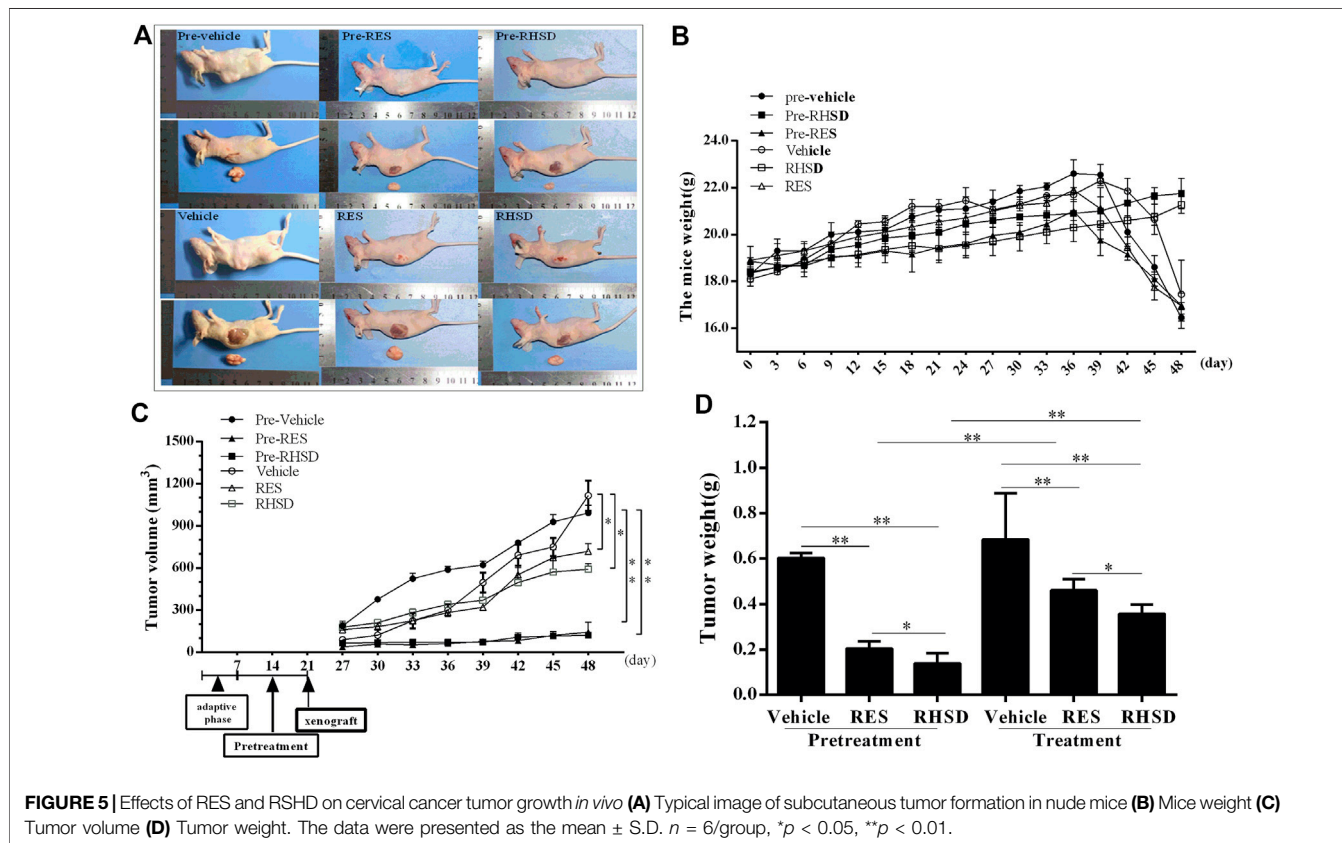 A
Pre-vehicle Pre-RES Pre-RHSD
Vehicle RES RHSD
B
pre-vehicle
Pre-RHSD
Pre-RES
Vehicle
RHSD
RES
The mice weight(g)
24.0
22.0
20.0
18.0
16.0
0 3 6 9 12 15 18 21 24 27 30 33 36 39 42 45 48 (day)
C
Pre-Vehicle
Pre-RES
Pre-RHSD
Vehicle
RES
RHSD
Tumor volume (mm³)
1500
1200
900
600
300
0
* * ** **
7 14 21 27 30 33 36 39 42 45 48 (day)
adaptive
phase
xenograft
Pretreatment
D
Tumor weight(g)
1.2
1.0
0.8
0.6
0.4
0.2
0.0
**
**
** **
** **
*
*
Vehicle RES RHSD Vehicle RES RHSD
Pretreatment Treatment
FIGURE 5 | Effects of RES and RSHD on cervical cancer tumor growth in vivo (A) Typical image of subcutaneous tumor formation in nude mice (B) Mice weight (C)
Tumor volume (D) Tumor weight. The data were presented as the mean ± S.D. n = 6/group, *p < 0.05, **p < 0.01.